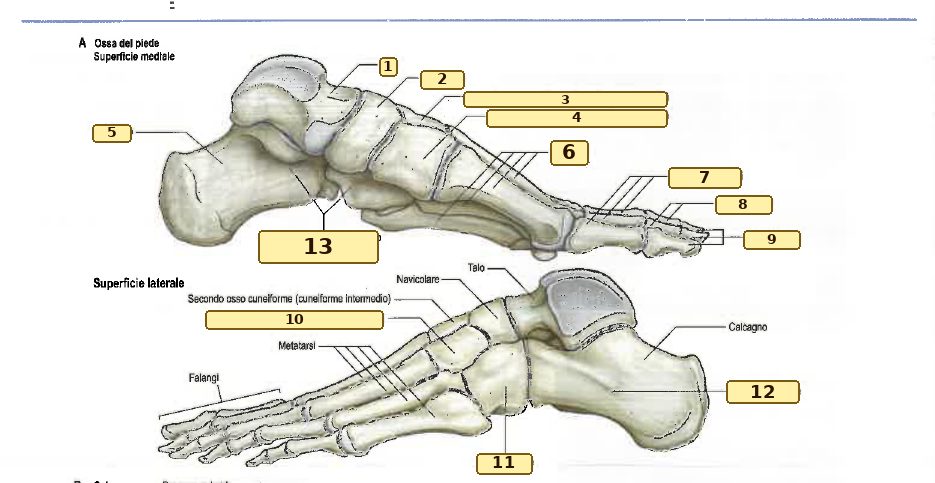 A Ossa del piede
Superficie mediale
1
2
3
4
5
6
7
8
9
13
Superficie laterale
Talo
Navicolare
Secondo osso cuneiforme (cuneiforme intermedio)
10
Calcagno
Metatarsi
Falangi
12
11